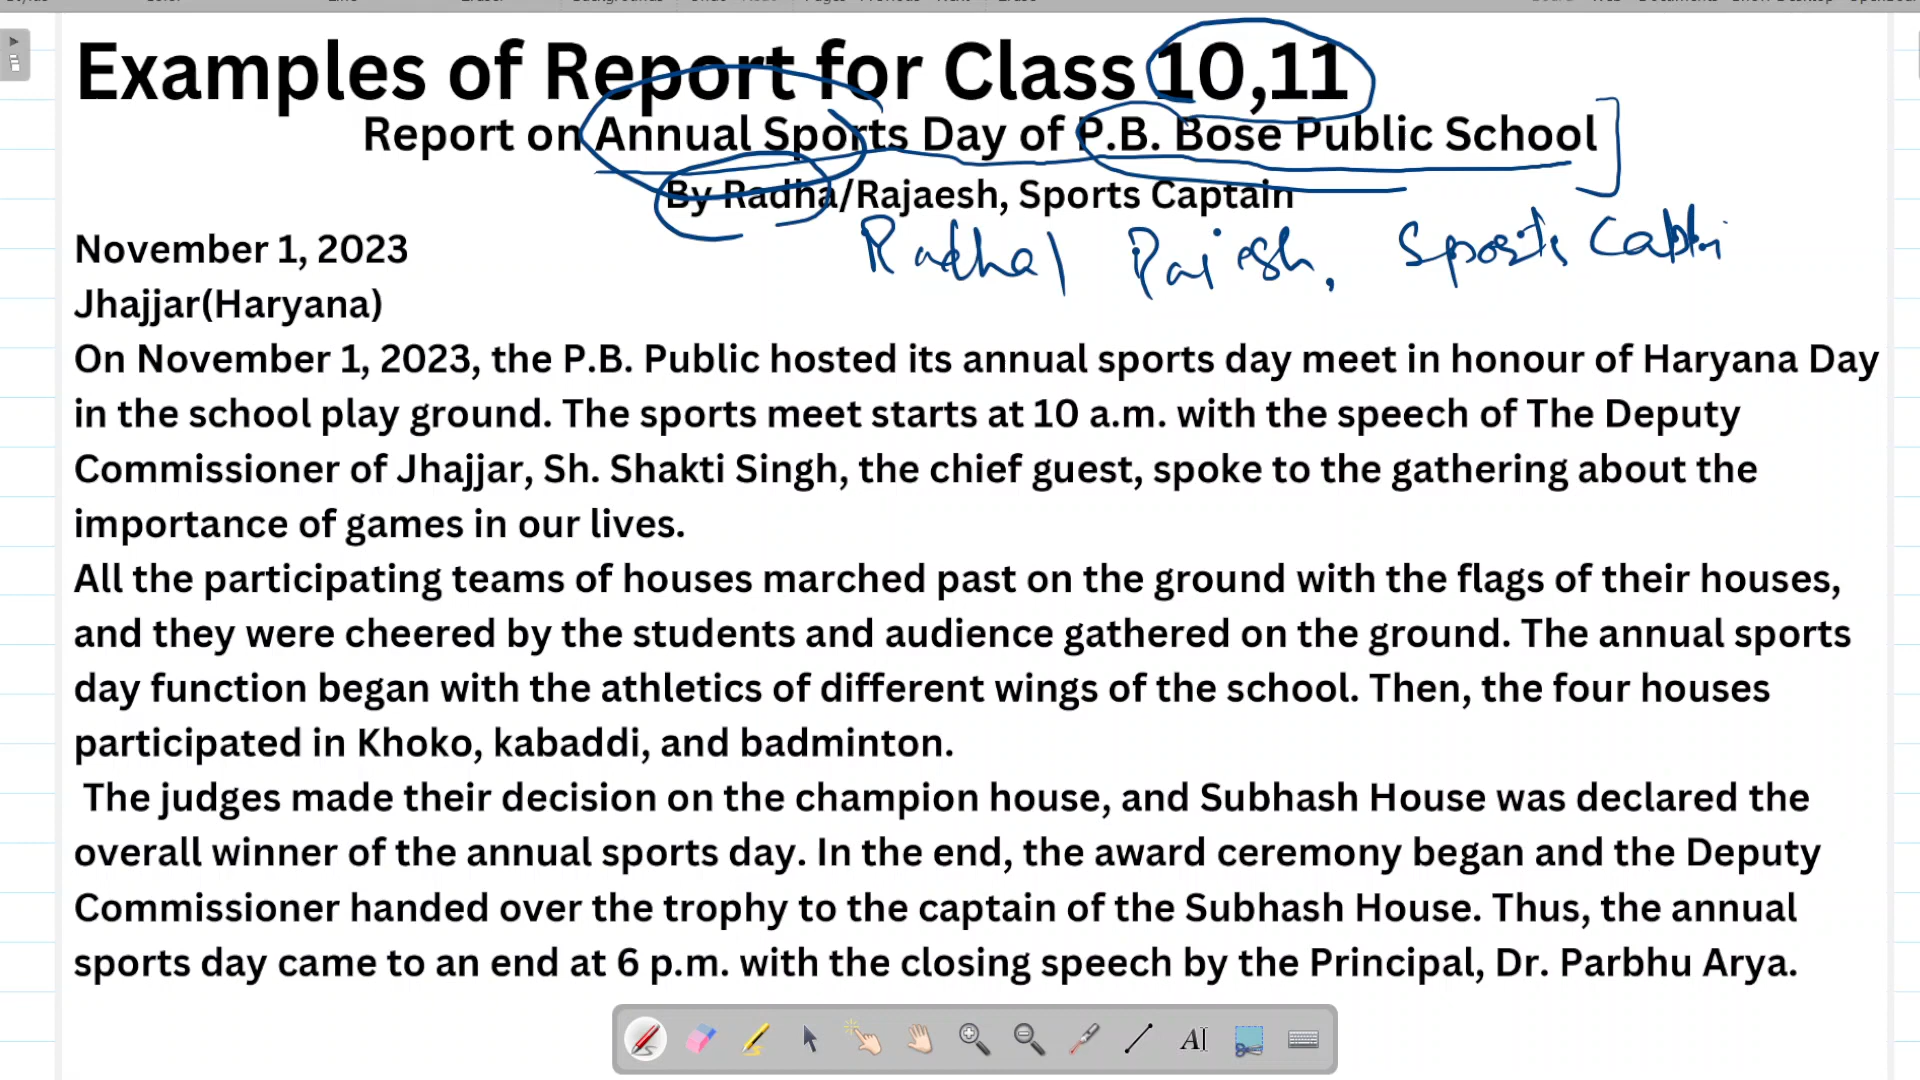 Examples of Report for Class 10,11
Report on Annual Sports Day of P.B. Bose Public School
By Radha/Rajaesh, Sports Captain
Radha/ Rajesh, Sports
November 1, 2023
Jhajjar(Haryana)
On November 1, 2023, the P.B. Public hosted its annual sports day meet in honour of Haryana Day
in the school play ground. The sports meet starts at 10 a.m. with the speech of The Deputy
Commissioner of Jhajjar, Sh. Shakti Singh, the chief guest, spoke to the gathering about the
importance of games in our lives.
All the participating teams of houses marched past on the ground with the flags of their houses,
and they were cheered by the students and audience gathered on the ground. The annual sports
day function began with the athletics of different wings of the school. Then, the four houses
participated in Khoko, kabaddi, and badminton.
The judges made their decision on the champion house, and Subhash House was declared the
overall winner of the annual sports day. In the end, the award ceremony began and the Deputy
Commissioner handed over the trophy to the captain of the Subhash House. Thus, the annual
sports day came to an end at 6 p.m. with the closing speech by the Principal, Dr. Parbhu Arya.